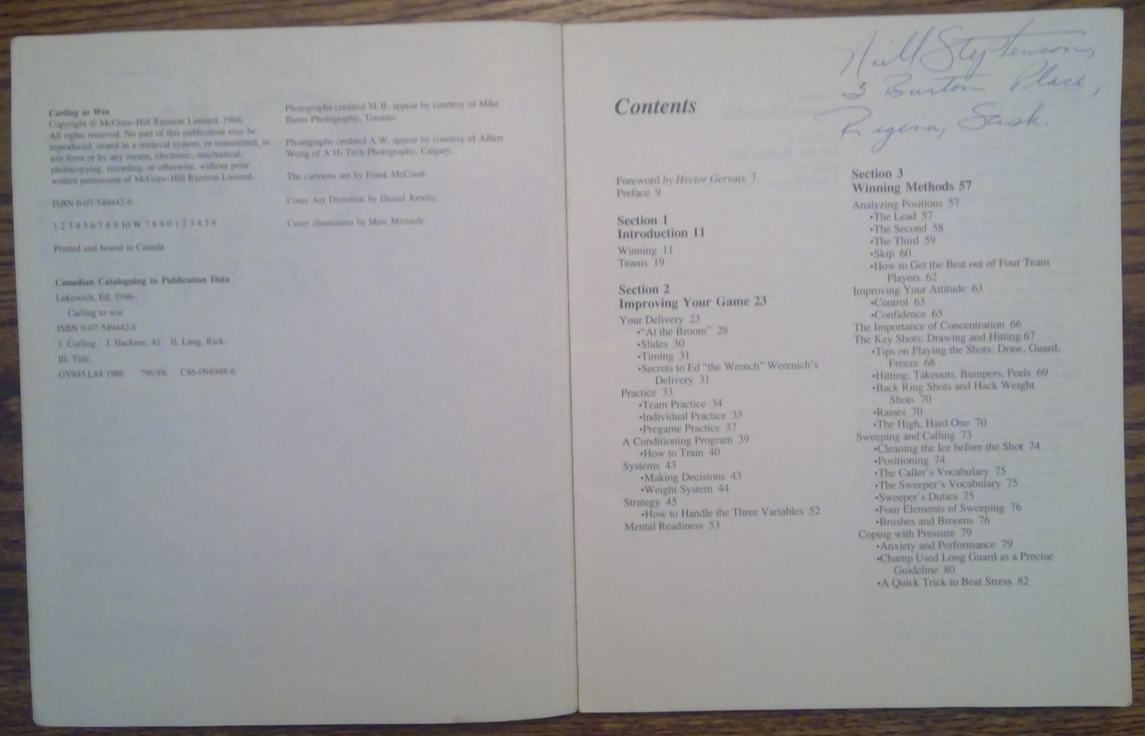 Curling to Win
Copyright © McGraw-Hill Ryerson Limited, 1986.
All rights reserved. No part of this publication may be
reproduced, stored in a retrieval system, or transmitted, in
any form or by any means, electronic, mechanical,
photocopying, recording, or otherwise, without prior
written permission of McGraw-Hill Ryerson Limited.
ISBN 0-07-549442-6
1 2 3 4 5 6 7 8 9 10 W 7 8 9 0 1 2 3 4 5 6
Printed and bound in Canada
Canadian Cataloguing in Publication Data
Lukowich, Ed, 1946-
Curling to win
ISBN 0-07-549442-6
1. Curling. I. Hackner, Al. II. Lang, Rick.
III. Title.
GV845.L84 1986 796.9'6 C86-094948-6
Photographs credited M.B. appear by courtesy of Mike
Burns Photography, Toronto.
Photographs credited A.W. appear by courtesy of Albert
Wong of A Hi-Tech Photography, Calgary.
The cartoons are by Frank McCourt.
Cover Art Direction by Daniel Kewley.
Cover illustration by Marc Mireault.
Stephenson,
3 Burton Place,
Regina, Sask.
Contents
Foreword by Hector Gervais 7
Preface 9
Section 1
Introduction 11
Winning 11
Teams 19
Section 2
Improving Your Game 23
Your Delivery 23
•"At the Broom" 28
•Slides 30
•Timing 31
•Secrets to Ed "the Wrench" Werenich's
Delivery 31
Practice 33
•Team Practice 34
•Individual Practice 35
•Pregame Practice 37
A Conditioning Program 39
•How to Train 40
Systems 43
•Making Decisions 43
•Weight System 44
Strategy 45
•How to Handle the Three Variables 52
Mental Readiness 53
Section 3
Winning Methods 57
Analyzing Positions 57
•The Lead 57
•The Second 58
•The Third 59
•Skip 60
•How to Get the Best out of Four Team
Players 62
Improving Your Attitude 63
•Control 63
•Confidence 65
The Importance of Concentration 66
The Key Shots: Drawing and Hitting 67
•Tips on Playing the Shots: Draw, Guard,
Freeze 68
•Hitting: Takeouts, Bumpers, Peels 69
•Back Ring Shots and Hack Weight
Shots 70
•Raises 70
•The High, Hard One 70
Sweeping and Calling 73
•Cleaning the Ice before the Shot 74
•Positioning 74
•The Caller's Vocabulary 75
•The Sweeper's Vocabulary 75
•Sweeper's Duties 75
•Four Elements of Sweeping 76
•Brushes and Brooms 76
Coping with Pressure 79
•Anxiety and Performance 79
•Champ Used Long Guard as a Precise
Guideline 80
•A Quick Trick to Beat Stress 82